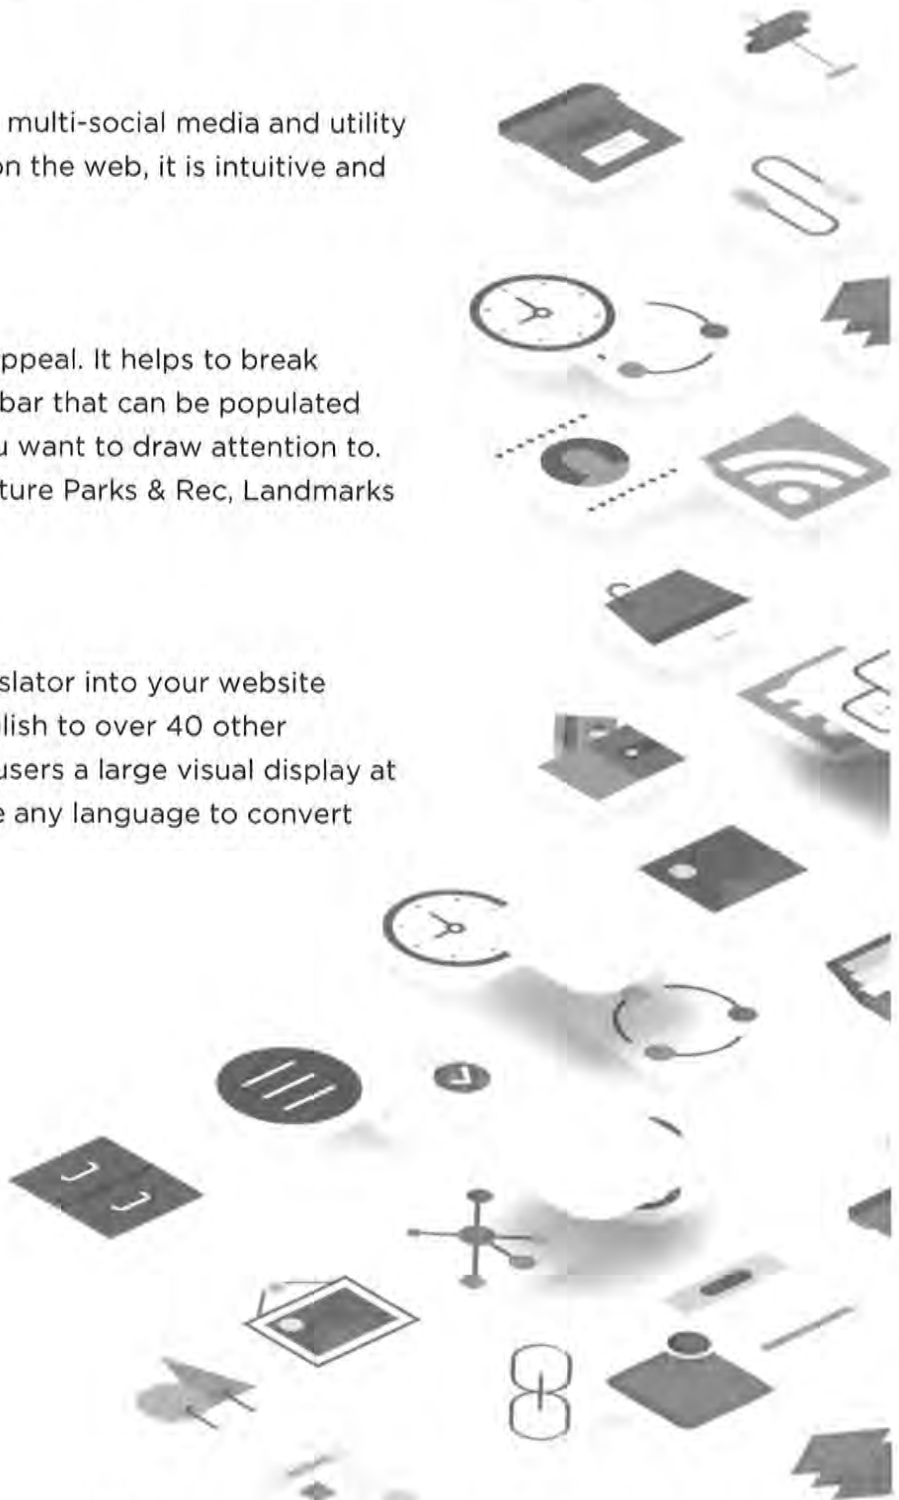 multi-social media and utility
on the web, it is intuitive and
ppeal. It helps to break
bar that can be populated
u want to draw attention to.
ture Parks & Rec, Landmarks
slator into your website
lish to over 40 other
users a large visual display at
e any language to convert